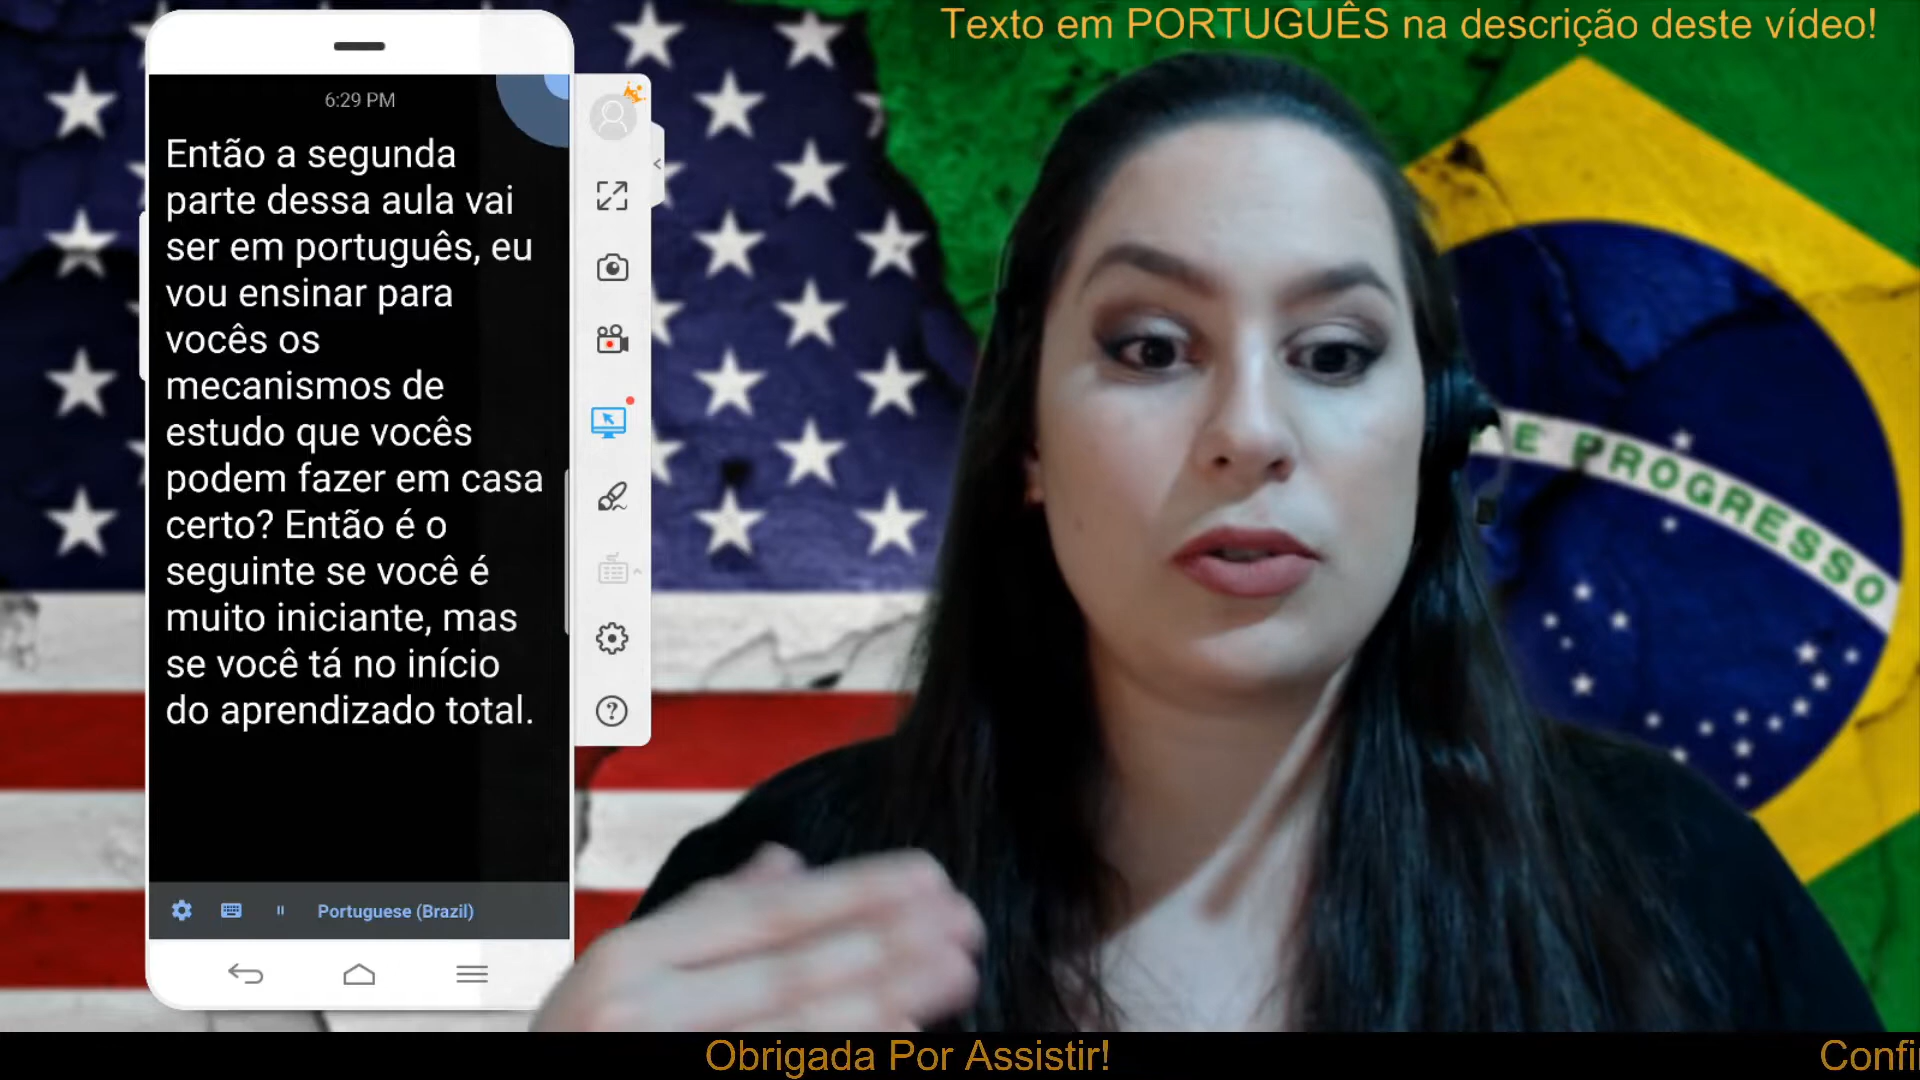 Texto em PORTUGUÊS na descrição deste vídeo!
6:29 PM
Então a segunda
parte dessa aula vai
ser em português, eu
vou ensinar para
vocês os
mecanismos de
estudo que vocês
podem fazer em casa
certo? Então é o
seguinte se você é
muito iniciante, mas
se você tá no início
do aprendizado total.
E PROGRESSO
Portuguese (Brazil)
Obrigada Por Assistir!